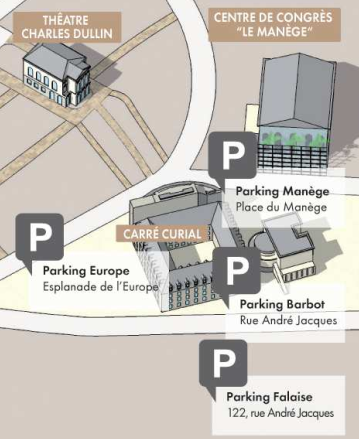 THÉATRE
CHARLES DULLIN
CENTRE DE CONGRÈS
"LE MANÈGE"
P
Parking Manège
Place du Manège
CARRÉ CURIAL
P
Parking Europe
Esplanade de l'Europe
P
Parking Barbot
Rue André Jacques
P
Parking Falaise
122, rue André Jacques